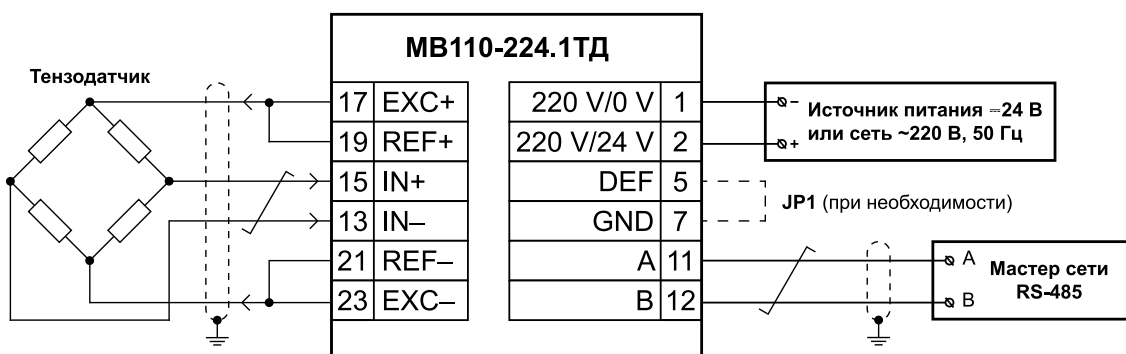 МВ110-224.1ТД
Тензодатчик
17 EXC+
19 REF+
15 IN+
13 IN–
21 REF–
23 EXC–
220 V/0 V 1
220 V/24 V 2
DEF 5
GND 7
A 11
B 12
–
+
Источник питания ⎓24 В
или сеть ~220 В, 50 Гц
JP1 (при необходимости)
A
B
Мастер сети
RS-485